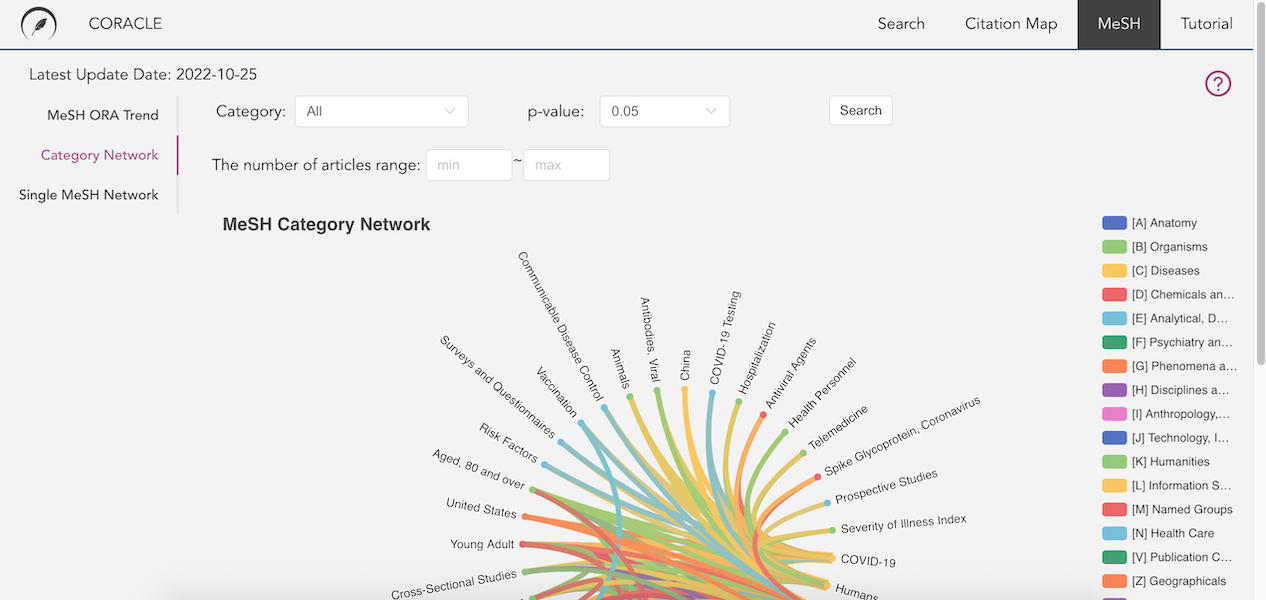 CORACLE
Search
Citation Map
MeSH
Tutorial
Latest Update Date: 2022-10-25
?
MeSH ORA Trend
Category Network
Single MeSH Network
Category:
All
p-value:
0.05
Search
The number of articles range:
min
~
max
MeSH Category Network
Cross-Sectional Studies
Young Adult
United States
Aged, 80 and over
Risk Factors
Surveys and Questionnaires
Vaccination
Communicable Disease Control
Animals
Antibodies, Viral
China
COVID-19 Testing
Hospitalization
Antiviral Agents
Health Personnel
Telemedicine
Spike Glycoprotein, Coronavirus
Prospective Studies
Severity of Illness Index
COVID-19
Humans
[A] Anatomy
[B] Organisms
[C] Diseases
[D] Chemicals an...
[E] Analytical, D...
[F] Psychiatry an...
[G] Phenomena a...
[H] Disciplines a...
[I] Anthropology,...
[J] Technology, I...
[K] Humanities
[L] Information S...
[M] Named Groups
[N] Health Care
[V] Publication C...
[Z] Geographicals